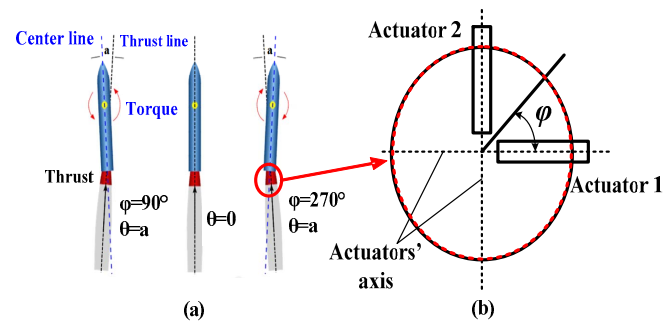 Center line
Thrust line
a
a
Torque
Thrust
φ=90°
θ=a
θ=0
φ=270°
θ=a
(a)
Actuator 2
φ
Actuator 1
Actuators'
axis
(b)